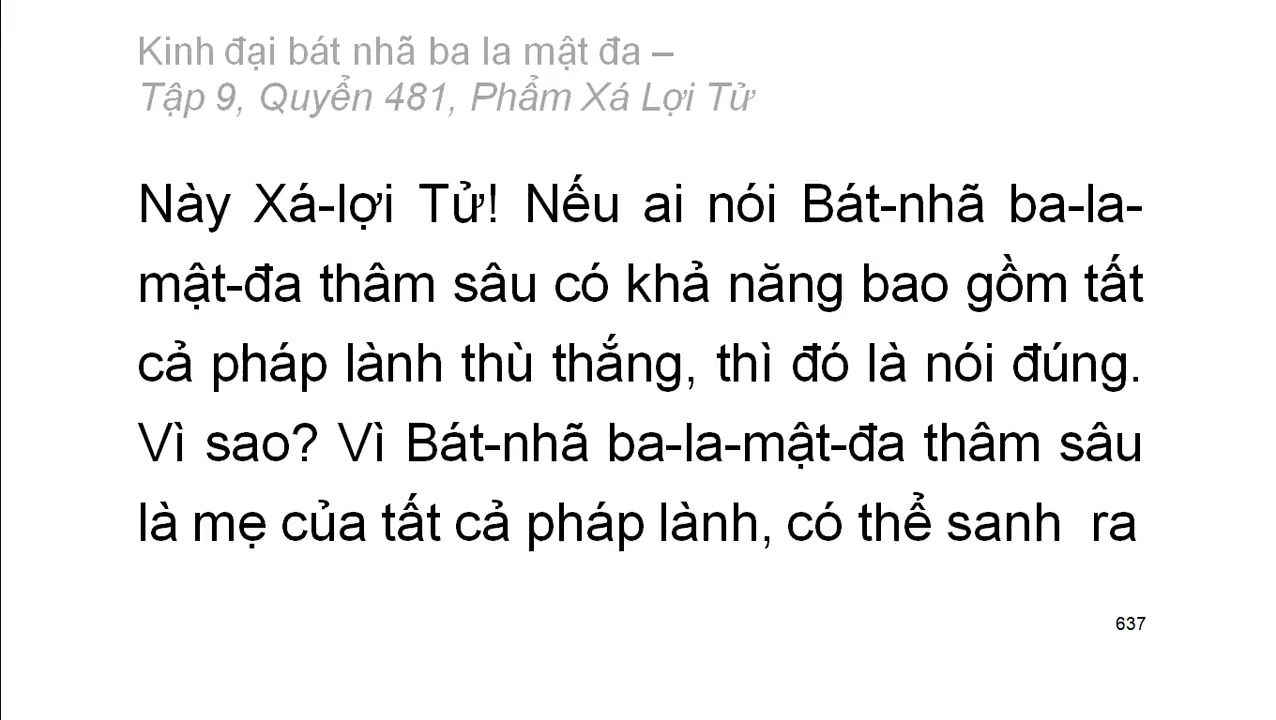 Kinh đại bát nhã ba la mật đa –
Tập 9, Quyển 481, Phẩm Xá Lợi Tử
Này Xá-lợi Tử! Nếu ai nói Bát-nhã ba-la-
mật-đa thâm sâu có khả năng bao gồm tất
cả pháp lành thù thắng, thì đó là nói đúng.
Vì sao? Vì Bát-nhã ba-la-mật-đa thâm sâu
là mẹ của tất cả pháp lành, có thể sanh ra
637